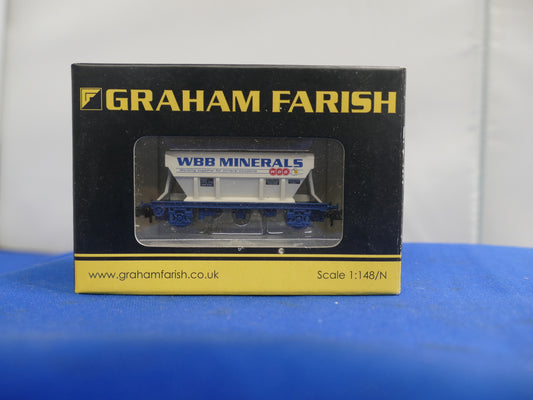 GRAHAM FARISH
WBB MINERALS
www.grahamfarish.co.uk
Scale 1:148/N